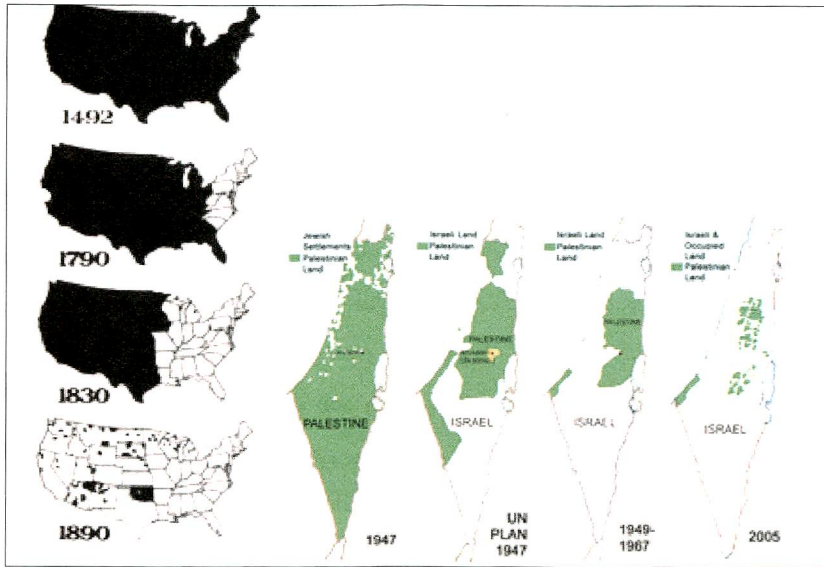 1492
1790
1830
1890
Jewish
Settlements
Palestinian
Land
PALESTINE
1947
Israeli Land
Palestinian
Land
PALESTINE
ISRAEL
UN
PLAN
1947
Israeli Land
Palestinian
Land
PALESTINE
ISRAEL
1949-
1967
Israeli &
Occupied
Land
Palestinian
Land
ISRAEL
2005